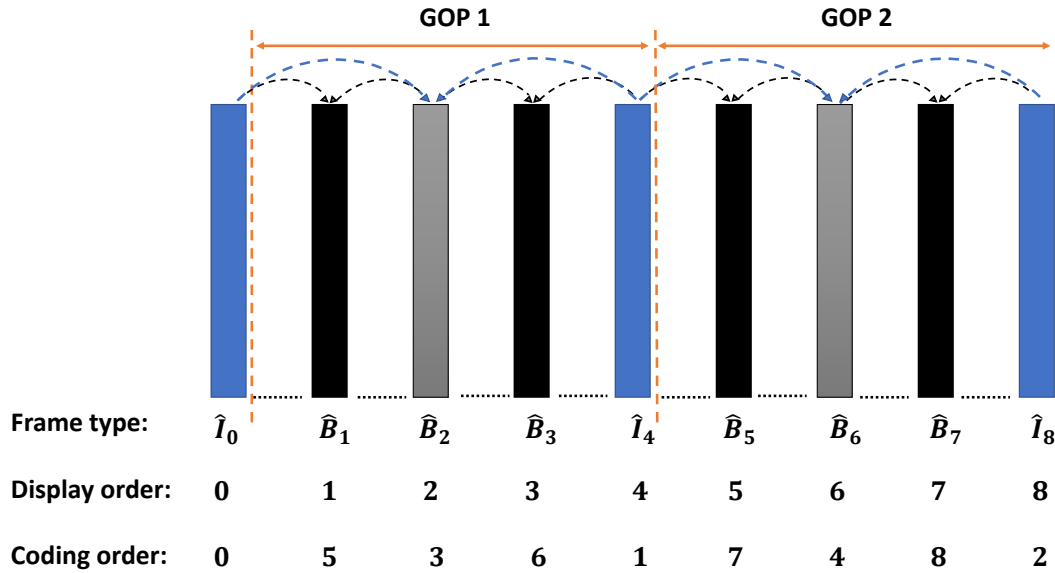 GOP 1 GOP 2
Frame type: Î₀ B̂₁ B̂₂ B̂₃ Î₄ B̂₅ B̂₆ B̂₇ Î₈
Display order: 0 1 2 3 4 5 6 7 8
Coding order: 0 5 3 6 1 7 4 8 2